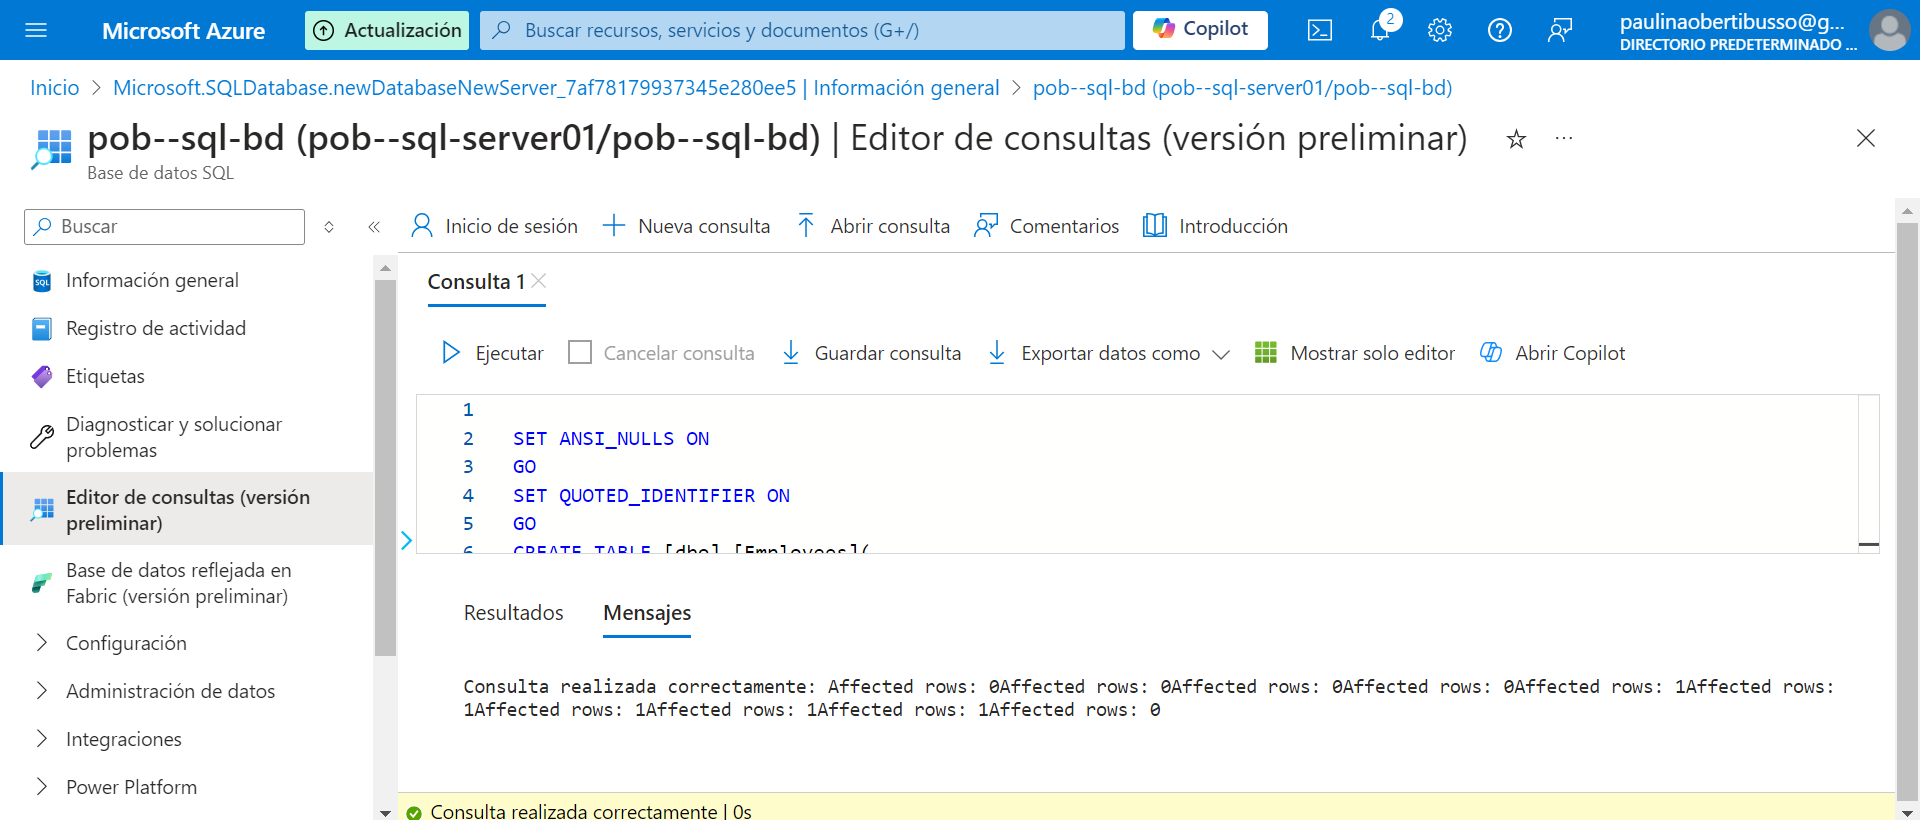 Microsoft Azure
Actualización
Buscar recursos, servicios y documentos (G+/)
Copilot
2
paulinaobertibusso@g...
DIRECTORIO PREDETERMINADO ...
Inicio > Microsoft.SQLDatabase.newDatabaseNewServer_7af78179937345e280ee5 | Información general > pob--sql-bd (pob--sql-server01/pob--sql-bd)
pob--sql-bd (pob--sql-server01/pob--sql-bd) | Editor de consultas (versión preliminar)
Base de datos SQL
Buscar
Información general
Registro de actividad
Etiquetas
Diagnosticar y solucionar
problemas
Editor de consultas (versión
preliminar)
Base de datos reflejada en
Fabric (versión preliminar)
Configuración
Administración de datos
Integraciones
Power Platform
Inicio de sesión
Nueva consulta
Abrir consulta
Comentarios
Introducción
Consulta 1
Ejecutar
Cancelar consulta
Guardar consulta
Exportar datos como
Mostrar solo editor
Abrir Copilot
1
2 SET ANSI_NULLS ON
3 GO
4 SET QUOTED_IDENTIFIER ON
5 GO
6 CREATE TABLE [dbo].[Employees](
Resultados
Mensajes
Consulta realizada correctamente: Affected rows: 0Affected rows: 0Affected rows: 0Affected rows: 0Affected rows: 1Affected rows:
1Affected rows: 1Affected rows: 1Affected rows: 1Affected rows: 0
Consulta realizada correctamente | 0s